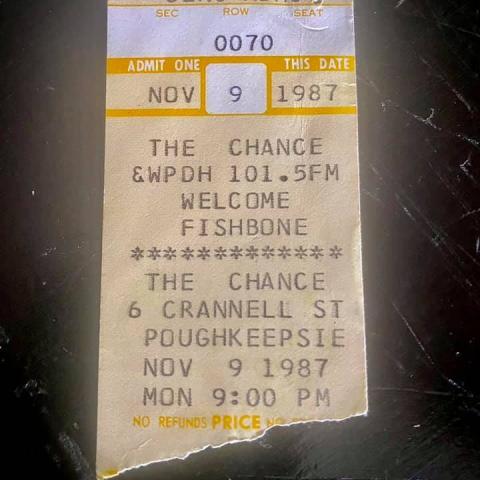 SEC ROW SEAT
0070
ADMIT ONE THIS DATE
NOV 9 1987
THE CHANCE
&WPDH 101.5FM
WELCOME
FISHBONE
*************
THE CHANCE
6 CRANNELL ST
POUGHKEEPSIE
NOV 9 1987
MON 9:00 PM
NO REFUNDS PRICE NO